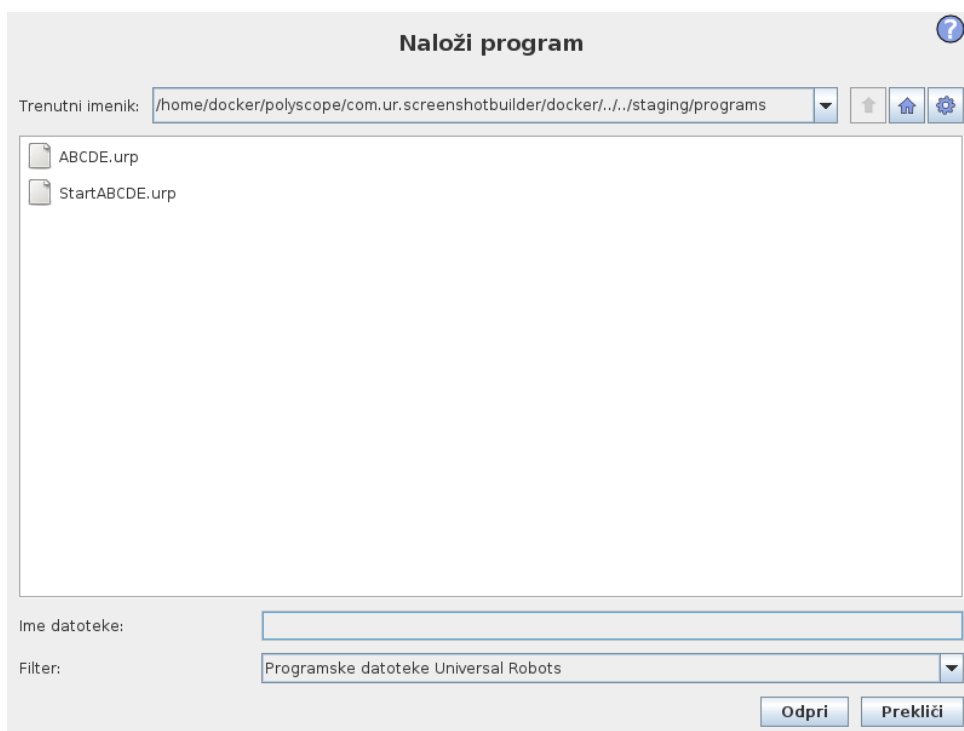 Naloži program
?
Trenutni imenik: /home/docker/polyscope/com.ur.screenshotbuilder/docker/../../staging/programs
ABCDE.urp
StartABCDE.urp
Ime datoteke:
Filter: Programske datoteke Universal Robots
Odpri Prekliči